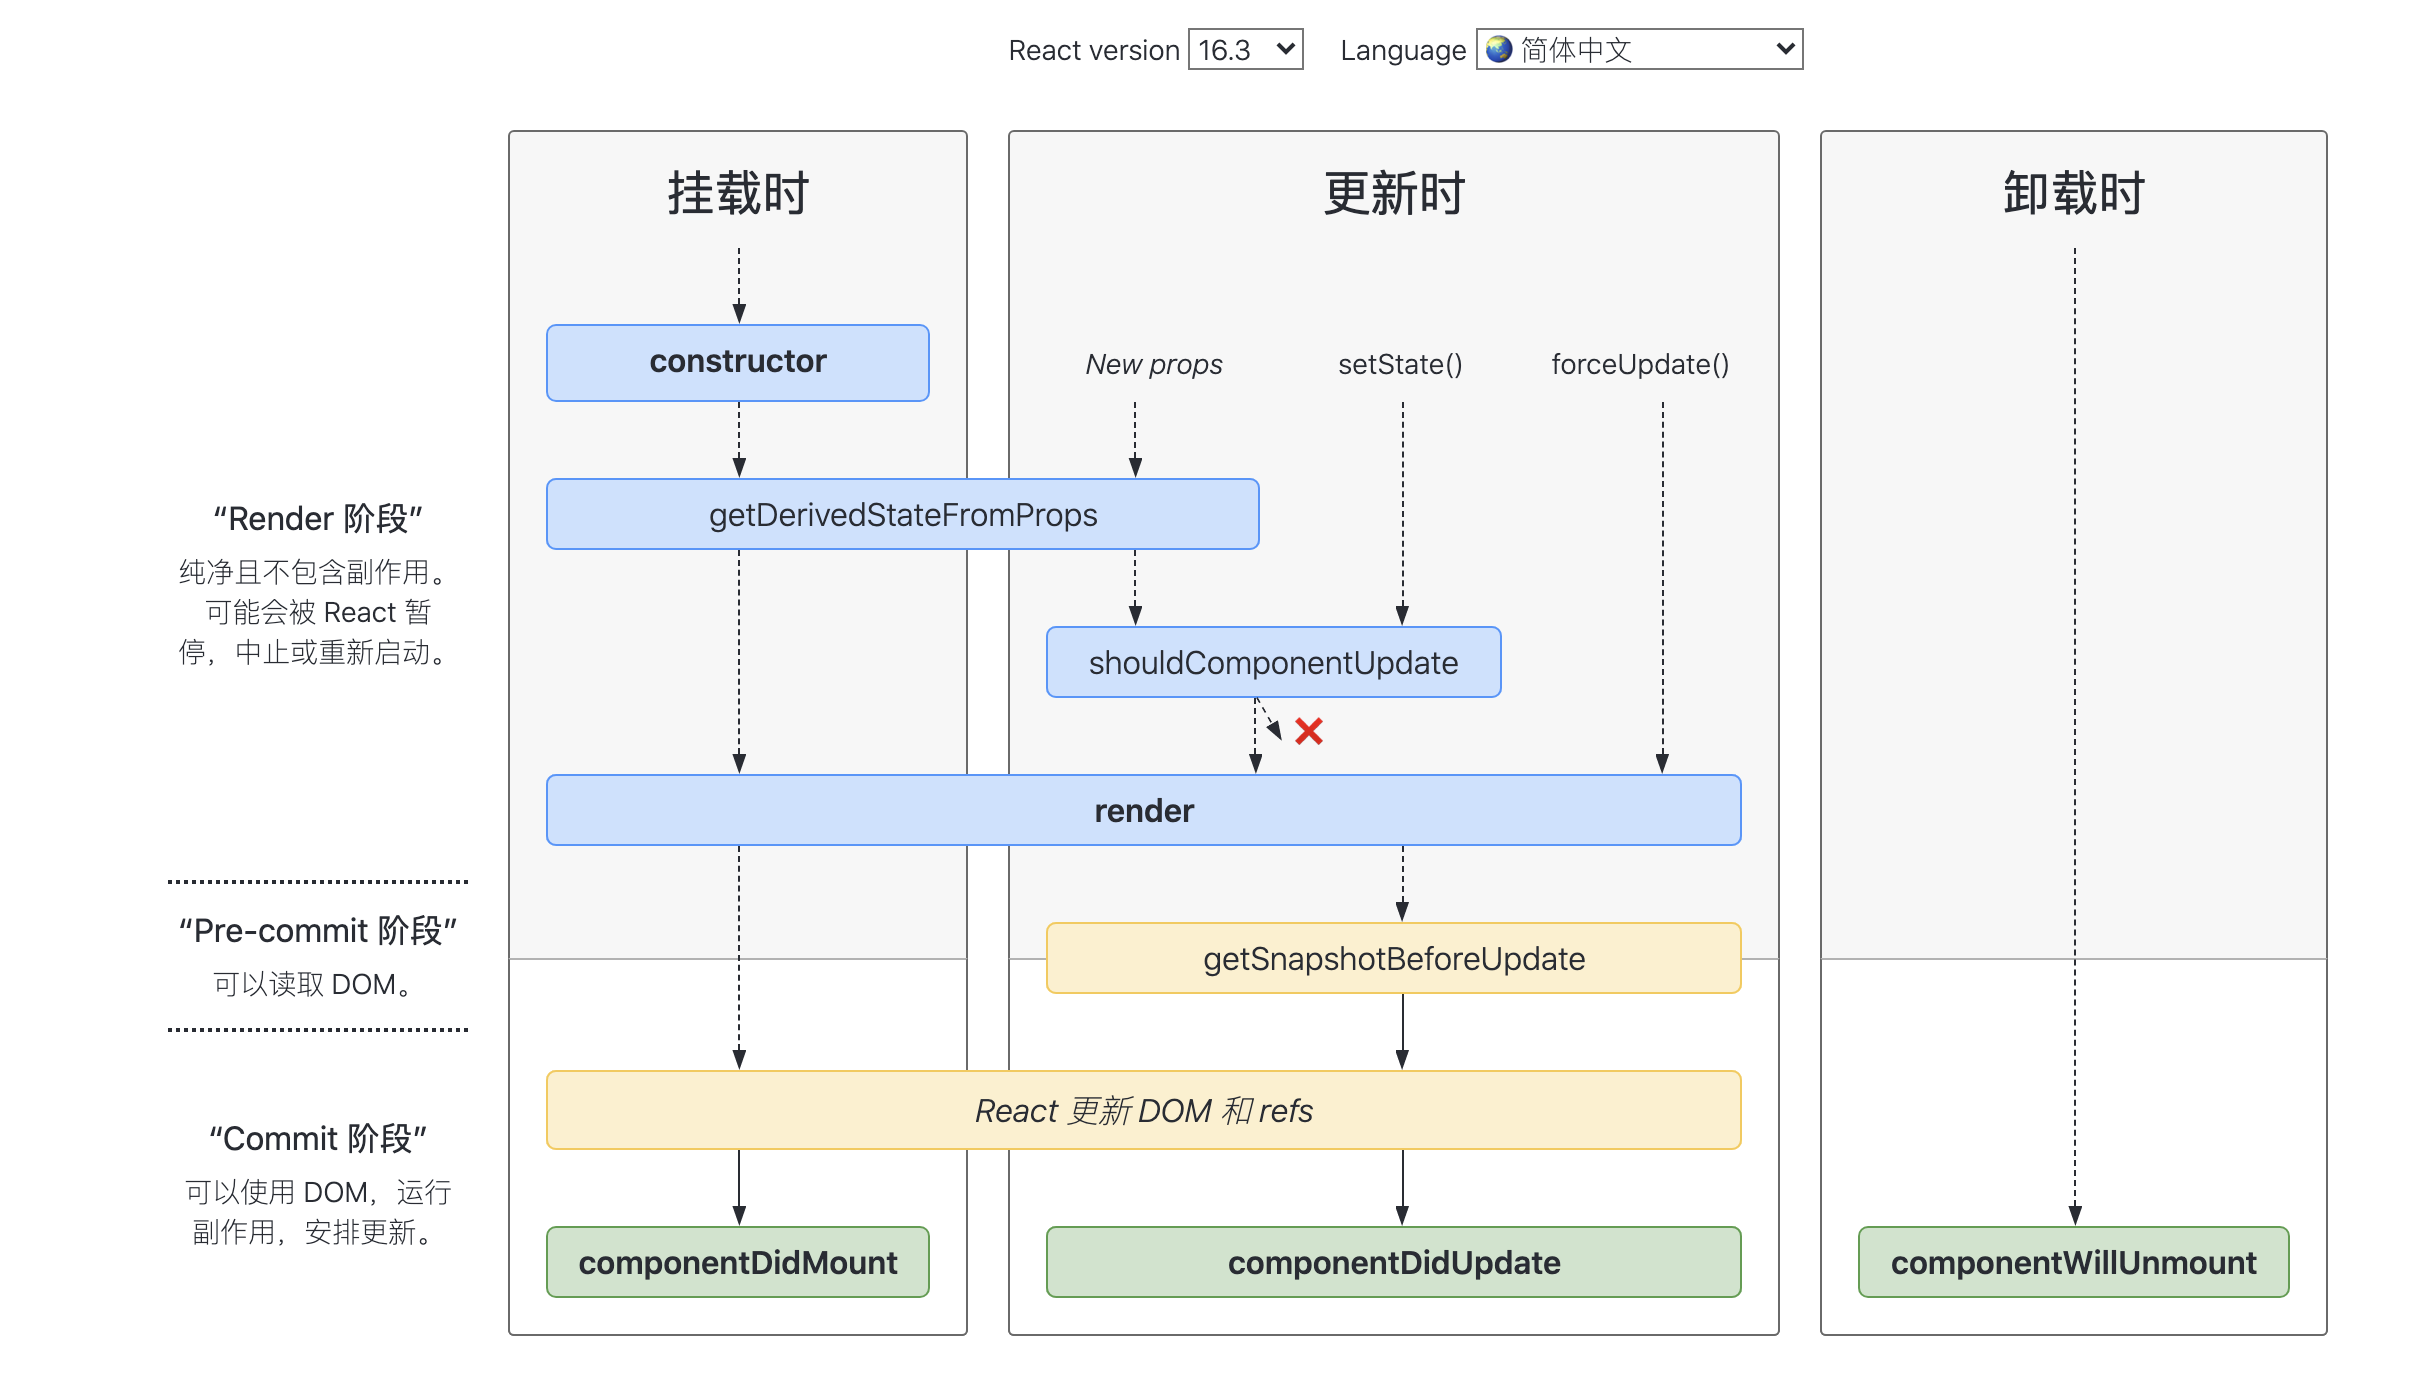 React version 16.3 Language 🌏 简体中文
挂载时
更新时
卸载时
constructor
New props
setState()
forceUpdate()
getDerivedStateFromProps
“Render 阶段”
纯净且不包含副作用。
可能会被 React 暂
停，中止或重新启动。
shouldComponentUpdate
❌
render
“Pre-commit 阶段”
可以读取 DOM。
getSnapshotBeforeUpdate
React 更新 DOM 和 refs
“Commit 阶段”
可以使用 DOM，运行
副作用，安排更新。
componentDidMount
componentDidUpdate
componentWillUnmount